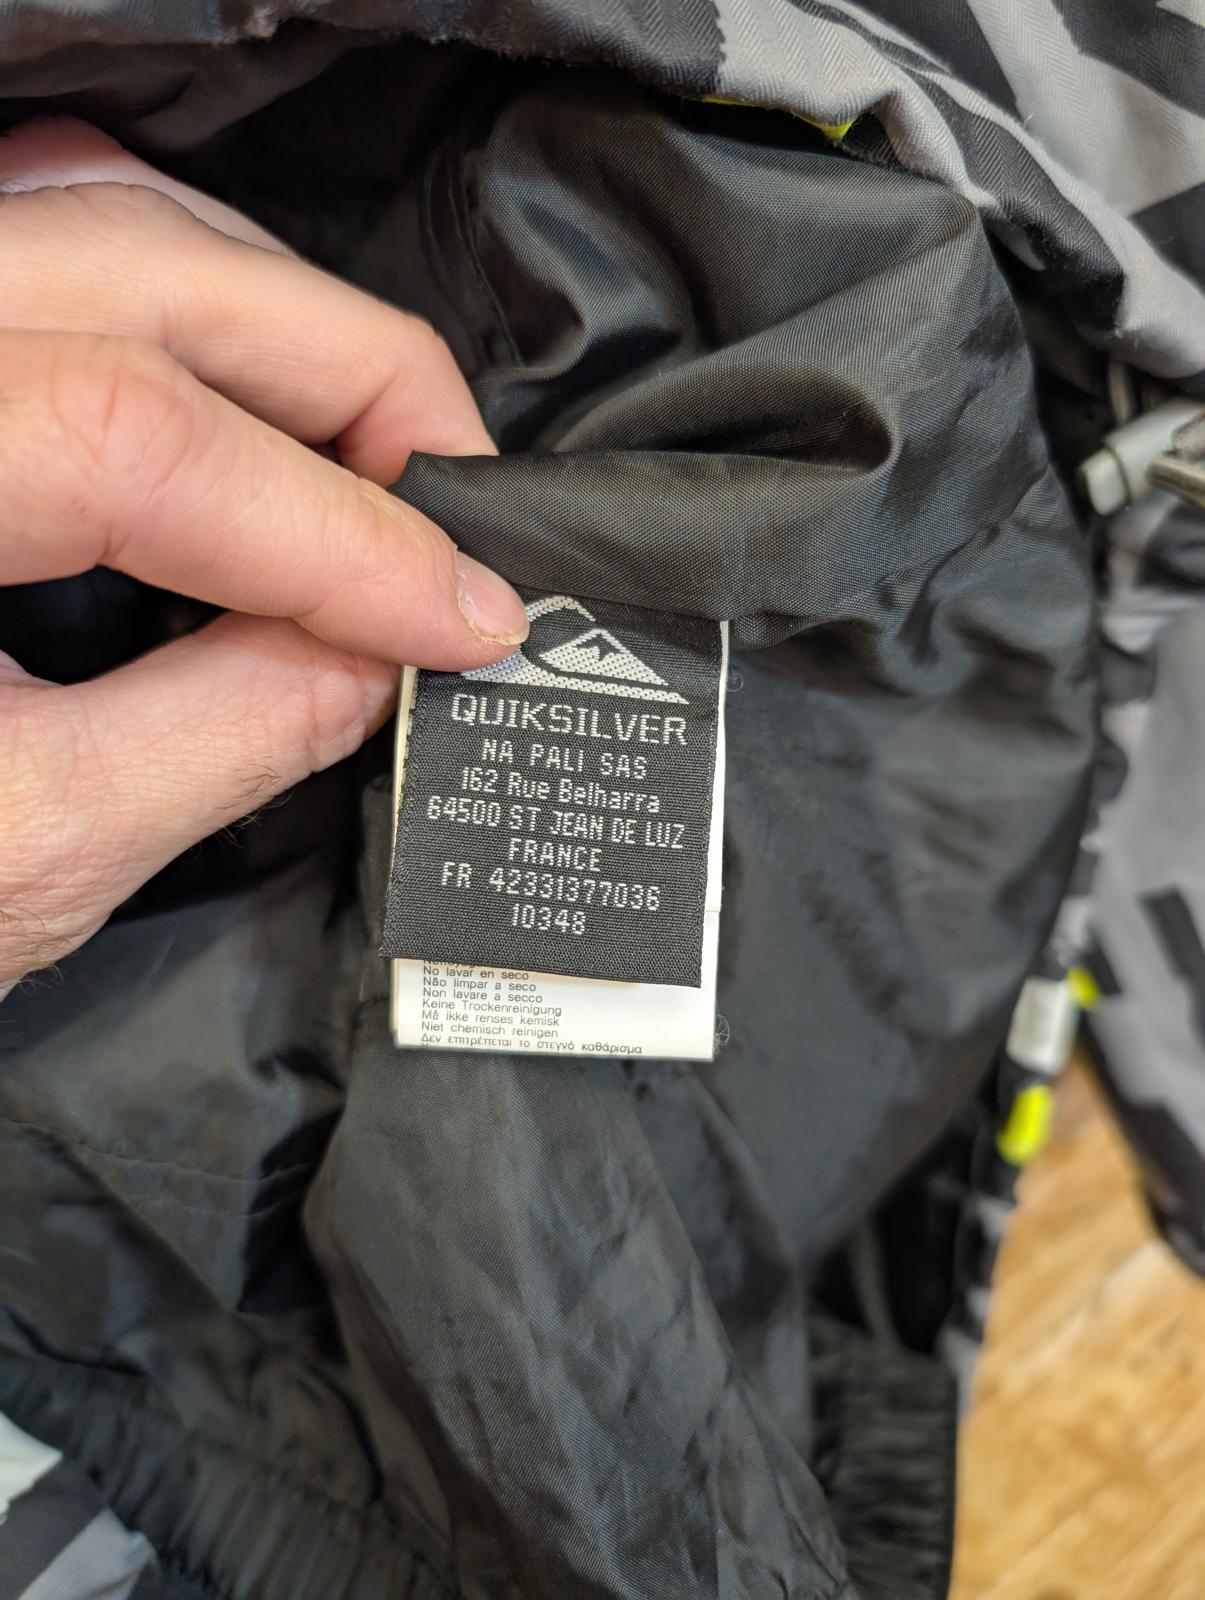 QUIKSILVER
NA PALI SAS
162 Rue Belharra
64500 ST JEAN DE LUZ
FRANCE
FR 42331377036
10348
No lavar en seco
Não limpar a seco
Non lavare a secco
Keine Trockenreinigung
Må ikke renses kemisk
Niet chemisch reinigen
Δεν επιτρέπεται το στεγνό καθάρισμα